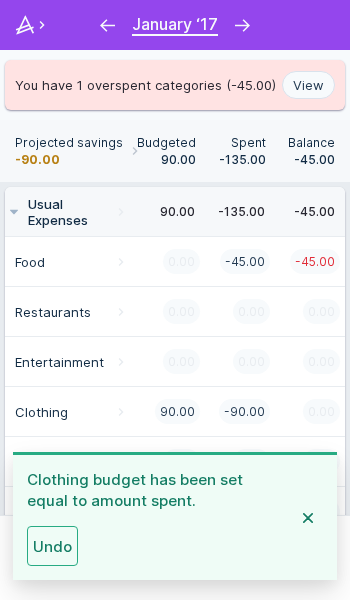 January ‘17
You have 1 overspent categories (-45.00) View
Projected savings Budgeted Spent Balance
-90.00 90.00 -135.00 -45.00
Usual
Expenses 90.00 -135.00 -45.00
Food 0.00 -45.00 -45.00
Restaurants 0.00 0.00 0.00
Entertainment 0.00 0.00 0.00
Clothing 90.00 -90.00 0.00
Clothing budget has been set
equal to amount spent.
Undo